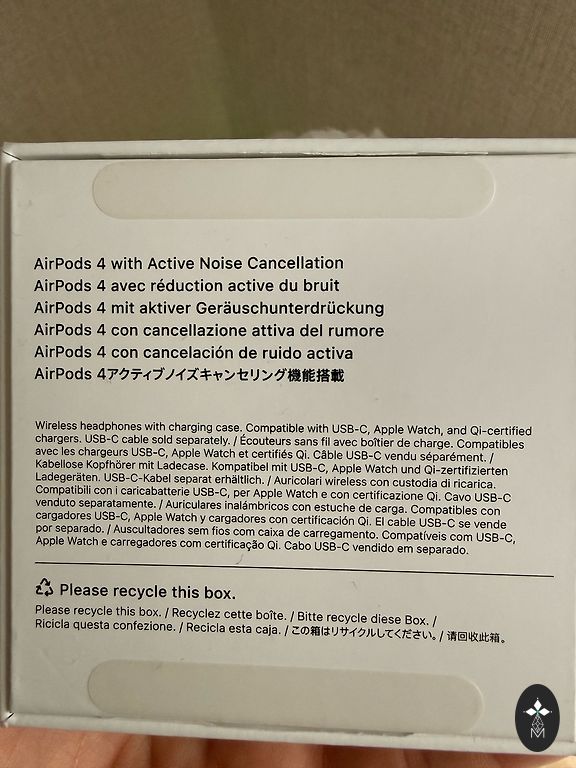 AirPods 4 with Active Noise Cancellation
AirPods 4 avec réduction active du bruit
AirPods 4 mit aktiver Geräuschunterdrückung
AirPods 4 con cancellazione attiva del rumore
AirPods 4 con cancelación de ruido activa
AirPods 4アクティブノイズキャンセリング機能搭載
Wireless headphones with charging case. Compatible with USB-C, Apple Watch, and Qi-certified
chargers. USB-C cable sold separately. / Écouteurs sans fil avec boîtier de charge. Compatibles
avec les chargeurs USB-C, Apple Watch et certifiés Qi. Câble USB-C vendu séparément. /
Kabellose Kopfhörer mit Ladecase. Kompatibel mit USB-C, Apple Watch und Qi-zertifizierten
Ladegeräten. USB-C-Kabel separat erhältlich. / Auricolari wireless con custodia di ricarica.
Compatibili con i caricabatterie USB-C, per Apple Watch e con certificazione Qi. Cavo USB-C
venduto separatamente. / Auriculares inalámbricos con estuche de carga. Compatibles con
cargadores USB-C, Apple Watch y cargadores con certificación Qi. El cable USB-C se vende
por separado. / Auscultadores sem fios com caixa de carregamento. Compatíveis com USB-C,
Apple Watch e carregadores com certificação Qi. Cabo USB-C vendido em separado.
Please recycle this box.
Please recycle this box. / Recyclez cette boîte. / Bitte recycle diese Box. /
Ricicla questa confezione. / Recicla esta caja. / この箱はリサイクルしてください。/ 请回收此箱。